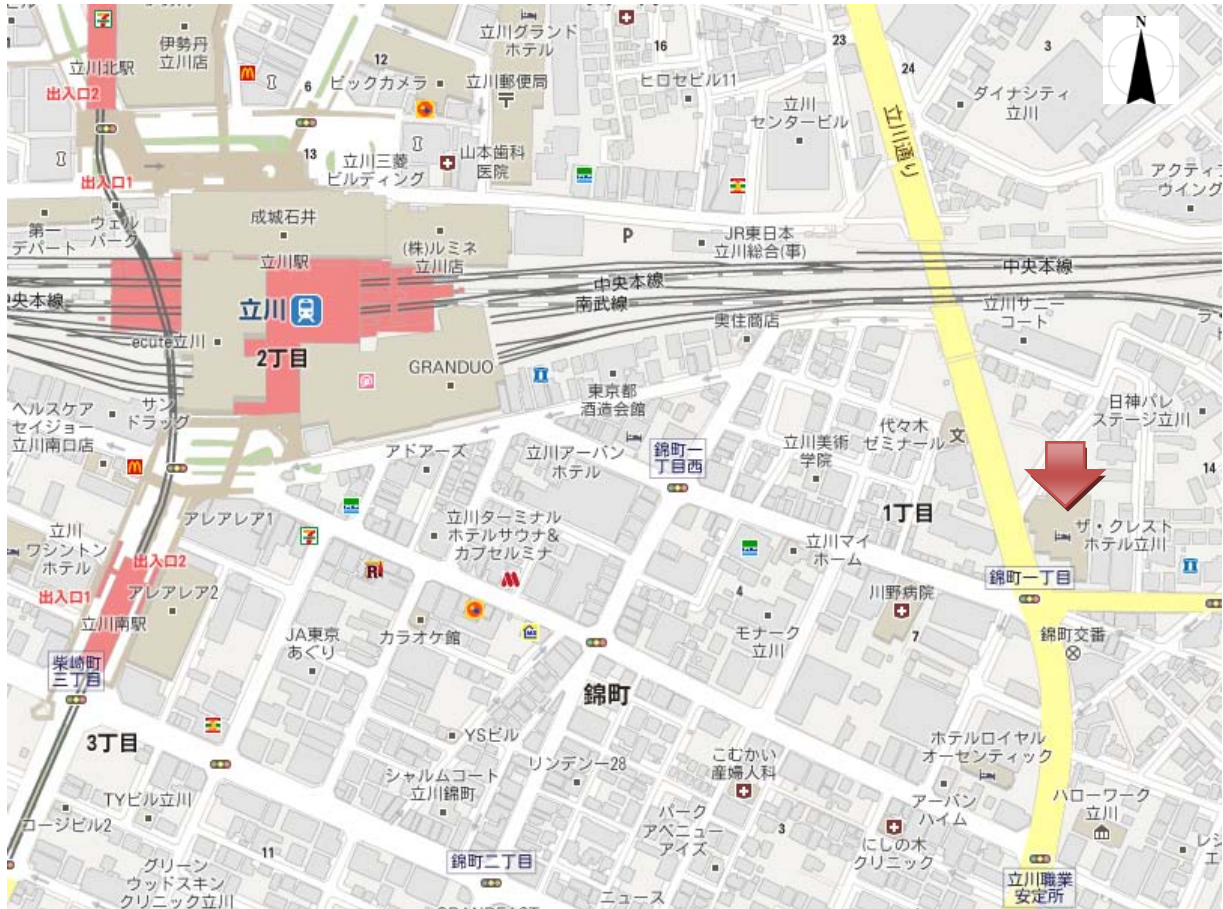 N
伊勢丹
立川店
立川北駅
出入口2
12
6
ビックカメラ
立川グランド
ホテル
立川郵便局
16
ヒロセビル11
23
24
3
ダイナシティ
立川
立川
センタービル
立川通り
13
立川三菱
ビルディング
山本歯科
医院
アクティブ
ウイング
出入口1
第一
デパート
ウェル
パーク
成城石井
(株)ルミネ
立川店
P
JR東日本
立川総合(事)
立川駅
中央本線
中央本線
中央本線
南武線
立川
立川サニー
コート
奥住商店
ecute立川
2丁目
GRANDUO
東京都
酒造会館
ヘルスケア
セイジョー
立川南口店
サン
ドラッグ
アドアーズ
立川アーバン
ホテル
錦町一
丁目西
立川美術
学院
代々木
ゼミナール
文
日神パレ
ステージ立川
14
アレアレア1
立川ターミナル
ホテルサウナ&
カプセルミナ
1丁目
立川マイ
ホーム
ザ・クレスト
ホテル立川
立川
ワシントン
ホテル
出入口2
出入口1
アレアレア2
立川南駅
錦町一丁目
川野病院
4
7
JA東京
あぐり
カラオケ館
モナーク
立川
錦町交番
柴崎町
三丁目
錦町
3丁目
YSビル
シャルムコート
立川錦町
リンデンー28
こむかい
産婦人科
ホテルロイヤル
オーセンティック
TYビル立川
コージビル2
アーバン
ハイム
ハローワーク
立川
パーク
アベニュー
アイズ
3
にしの木
クリニック
11
グリーン
ウッドスキン
クリニック立川
錦町二丁目
ニュース
立川職業
安定所